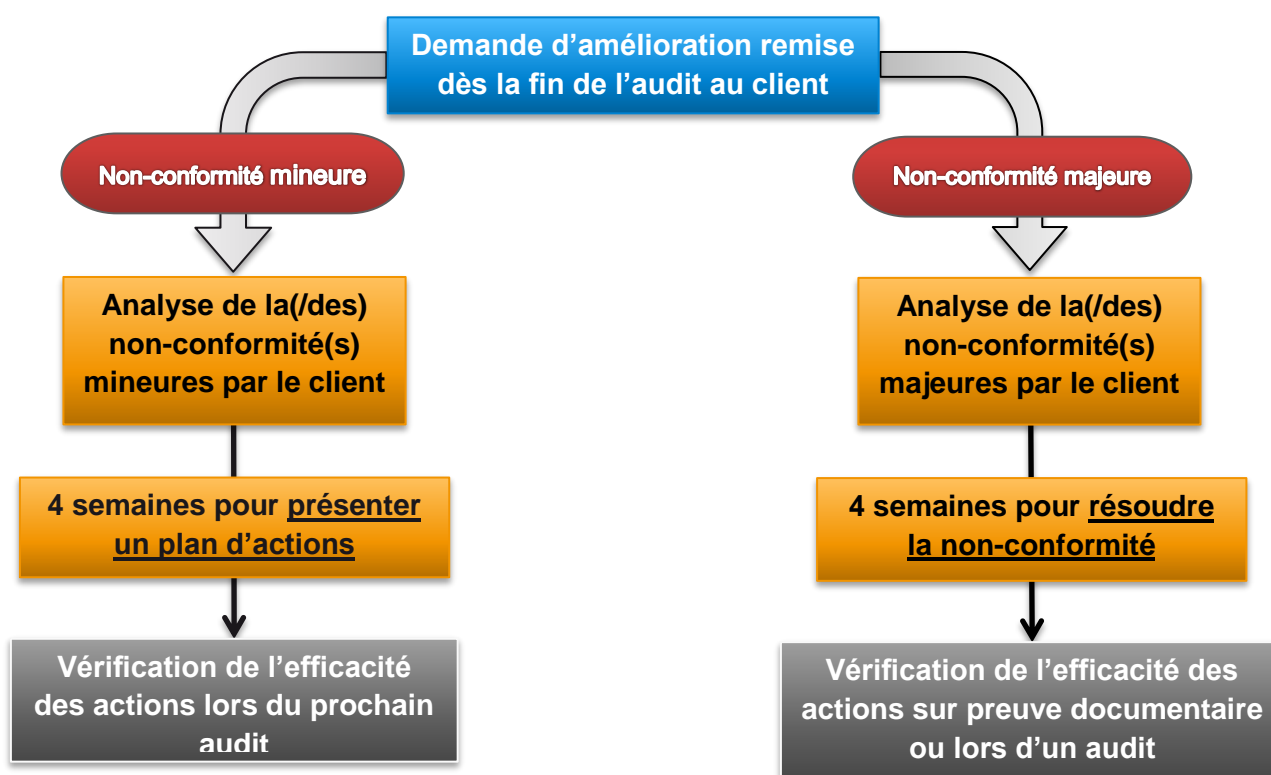 Demande d’amélioration remise
dès la fin de l’audit au client
Non-conformité mineure
Analyse de la(/des)
non-conformité(s)
mineures par le client
4 semaines pour présenter
un plan d’actions
Vérification de l’efficacité
des actions lors du prochain
audit
Non-conformité majeure
Analyse de la(/des)
non-conformité(s)
majeures par le client
4 semaines pour résoudre
la non-conformité
Vérification de l’efficacité des
actions sur preuve documentaire
ou lors d’un audit